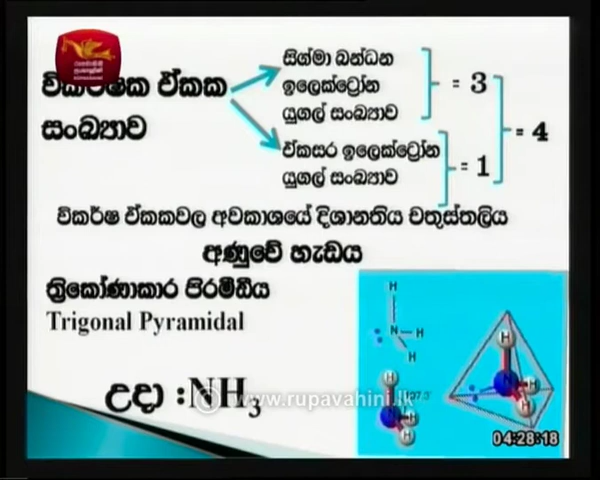 විකර්ෂක ඒකක
සංඛ්‍යාව
සිග්මා බන්ධන
ඉලෙක්ට්‍රෝන
යුගල් සංඛ්‍යාව
= 3
ඒකසර ඉලෙක්ට්‍රෝන
යුගල් සංඛ්‍යාව
= 1
= 4
විකර්ෂ ඒකකවල අවකාශයේ දිශානතිය චතුස්තලිය
අණුවේ හැඩය
ත්‍රිකෝණාකාර පිරමීඩීය
Trigonal Pyramidal
උදා :NH3
www.rupavahini.lk
H
N
H
H
H
H
H
H
H
H
04:28:18